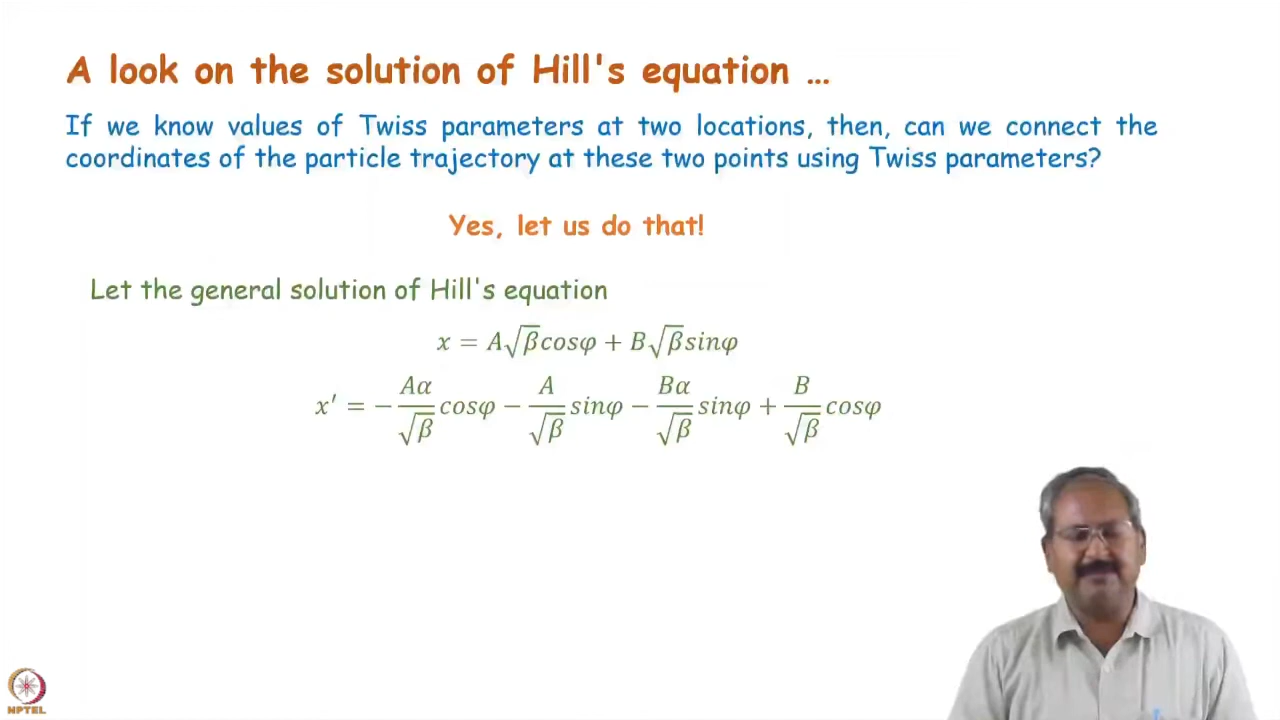 A look on the solution of Hill's equation ...
If we know values of Twiss parameters at two locations, then, can we connect the
coordinates of the particle trajectory at these two points using Twiss parameters?
Yes, let us do that!
Let the general solution of Hill's equation
x = A√β cosφ + B√β sinφ
x′ = −Aα/√β cosφ − A/√β sinφ − Bα/√β sinφ + B/√β cosφ
NPTEL